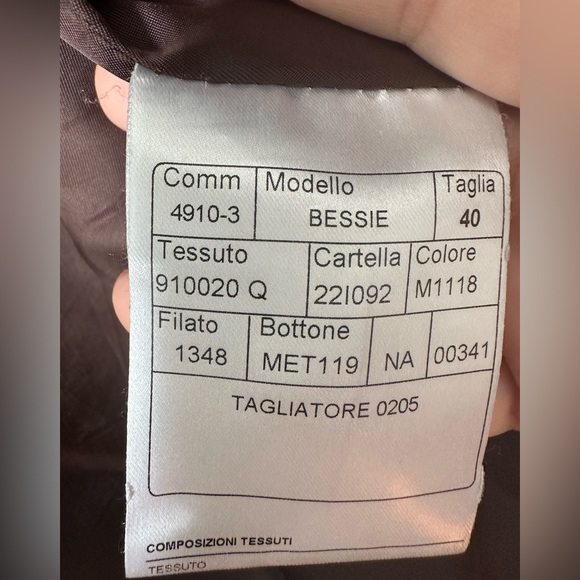 Comm Modello Taglia
4910-3 BESSIE 40
Tessuto Cartella Colore
910020 Q 22I092 M1118
Filato Bottone
1348 MET119 NA 00341
TAGLIATORE 0205
COMPOSIZIONI TESSUTI
TESSUTO